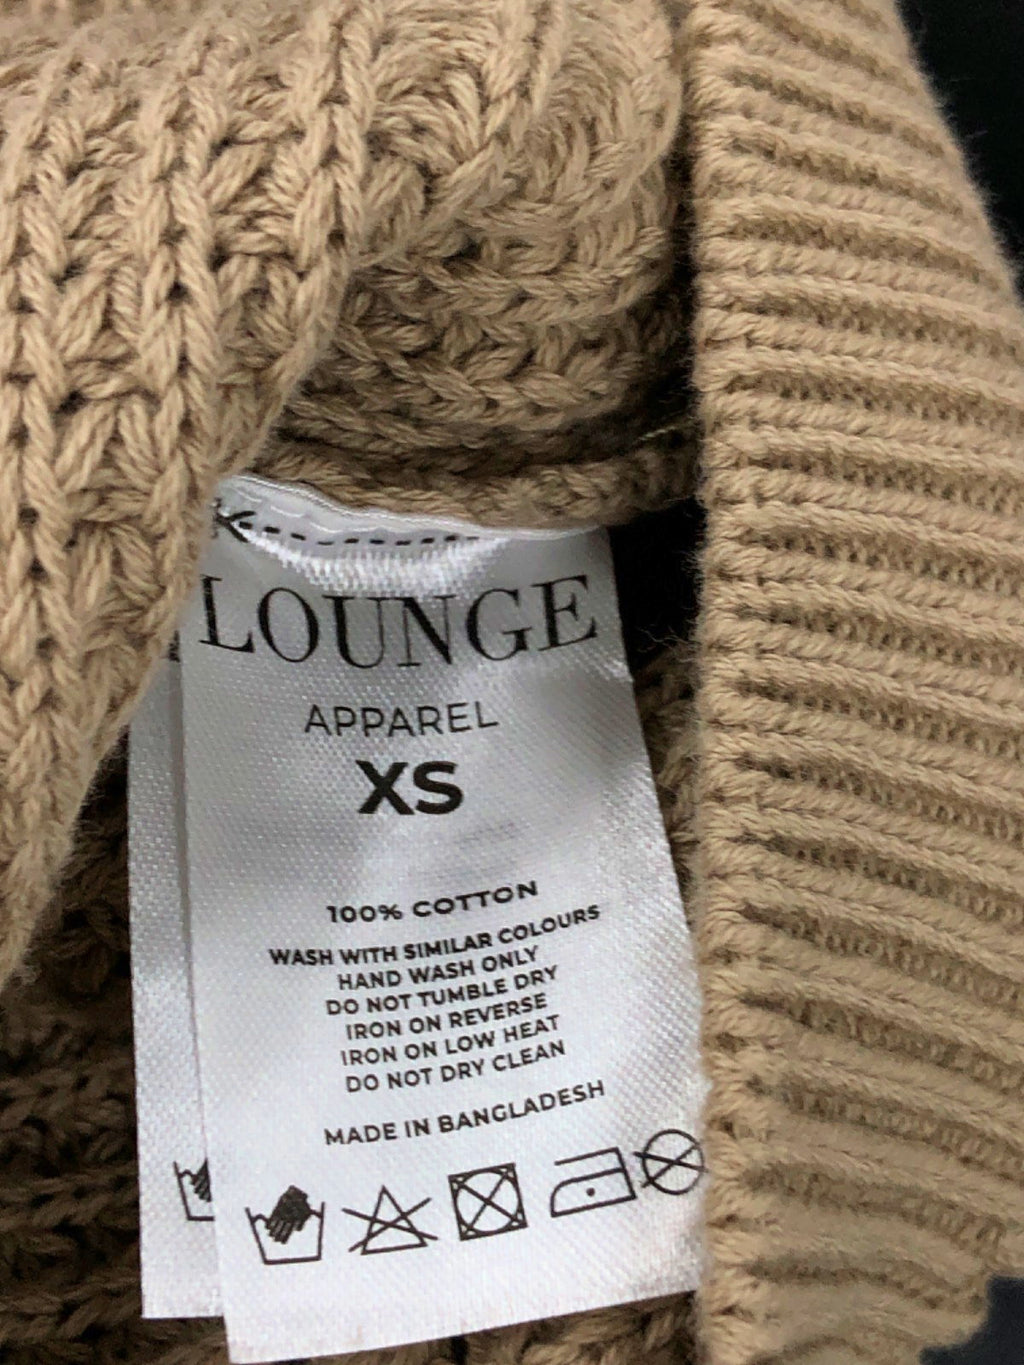 LOUNGE
APPAREL
XS
100% COTTON
WASH WITH SIMILAR COLOURS
HAND WASH ONLY
DO NOT TUMBLE DRY
IRON ON REVERSE
IRON ON LOW HEAT
DO NOT DRY CLEAN
MADE IN BANGLADESH